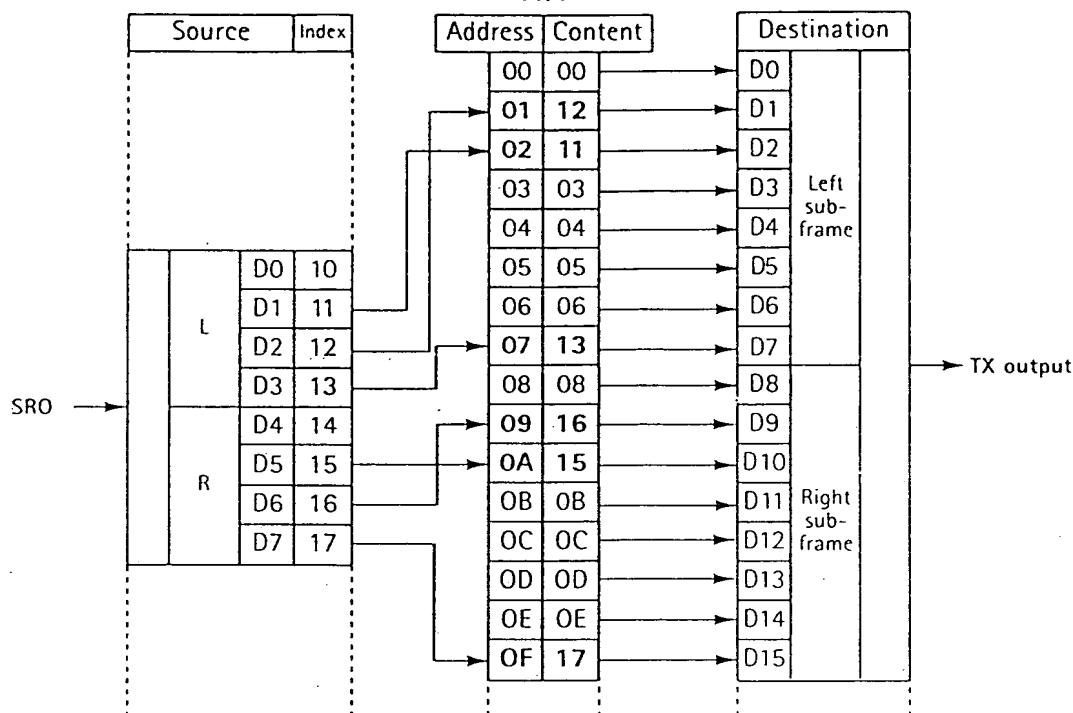 Source Index
Address Content
Destination
00 00 D0
01 12 D1
02 11 D2
03 03 D3
04 04 D4
05 05 D5
06 06 D6
07 13 D7
08 08 D8
09 16 D9
0A 15 D10
0B 0B D11
0C 0C D12
0D 0D D13
0E 0E D14
0F 17 D15
Left
sub-
frame
Right
sub-
frame
L
D0 10
D1 11
D2 12
D3 13
R
D4 14
D5 15
D6 16
D7 17
SRO
TX output